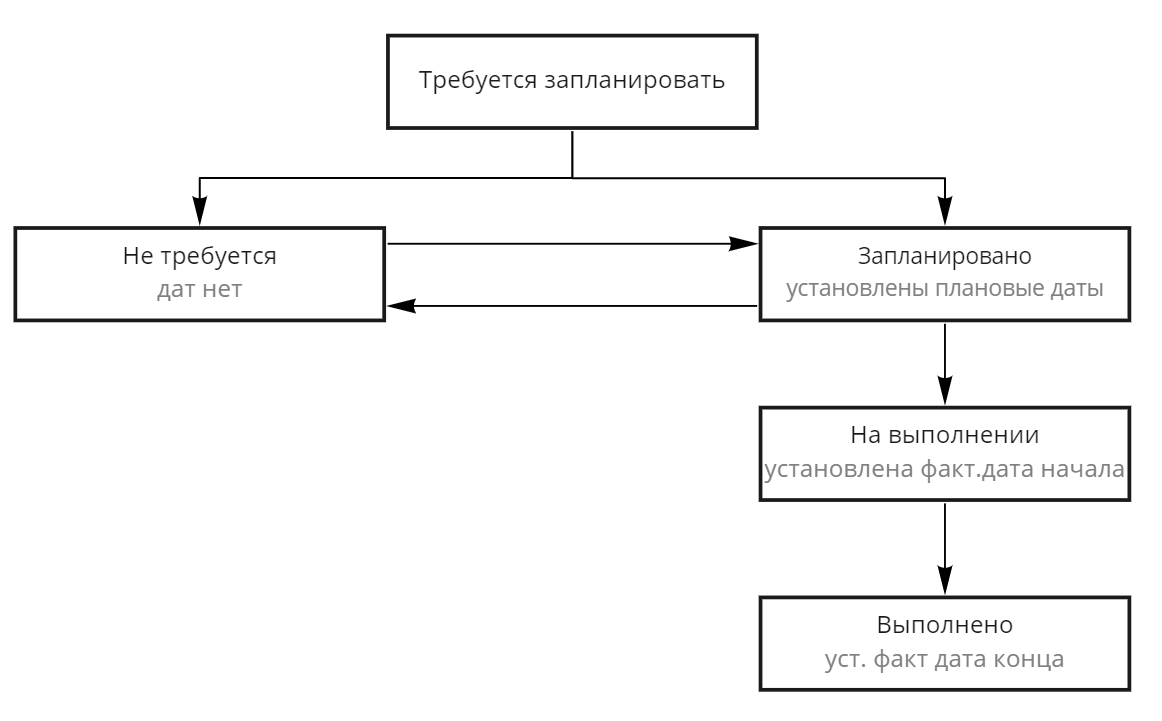 Требуется запланировать
Не требуется
дат нет
Запланировано
установлены плановые даты
На выполнении
установлена факт.дата начала
Выполнено
уст. факт дата конца